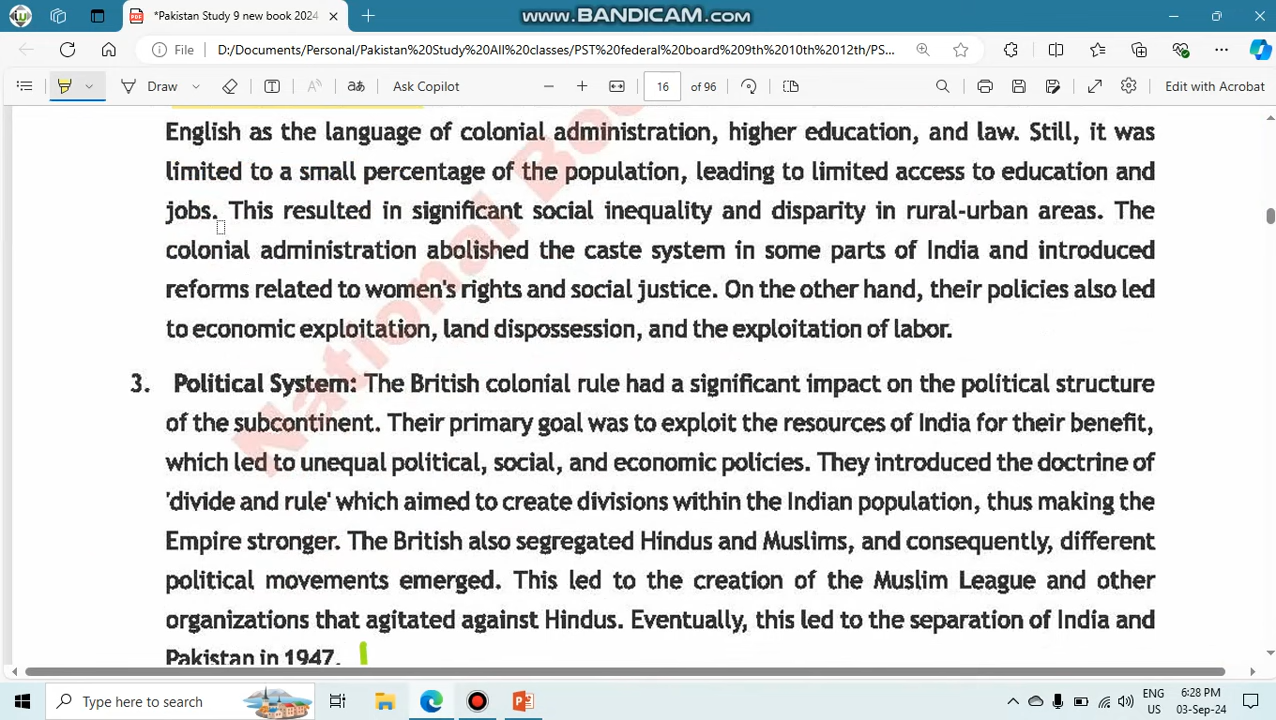 *Pakistan Study 9 new book 2024
www.BANDICAM.com
File D:/Documents/Personal/Pakistan%20Study%20All%20classes/PST%20federal%20board%209th%2010th%2012th/PS...
Draw Ask Copilot 16 of 96 Edit with Acrobat
English as the language of colonial administration, higher education, and law. Still, it was
limited to a small percentage of the population, leading to limited access to education and
jobs. This resulted in significant social inequality and disparity in rural-urban areas. The
colonial administration abolished the caste system in some parts of India and introduced
reforms related to women's rights and social justice. On the other hand, their policies also led
to economic exploitation, land dispossession, and the exploitation of labor.
3. Political System: The British colonial rule had a significant impact on the political structure
of the subcontinent. Their primary goal was to exploit the resources of India for their benefit,
which led to unequal political, social, and economic policies. They introduced the doctrine of
'divide and rule' which aimed to create divisions within the Indian population, thus making the
Empire stronger. The British also segregated Hindus and Muslims, and consequently, different
political movements emerged. This led to the creation of the Muslim League and other
organizations that agitated against Hindus. Eventually, this led to the separation of India and
Pakistan in 1947.
National Boo
Type here to search
ENG
US
6:28 PM
03-Sep-24